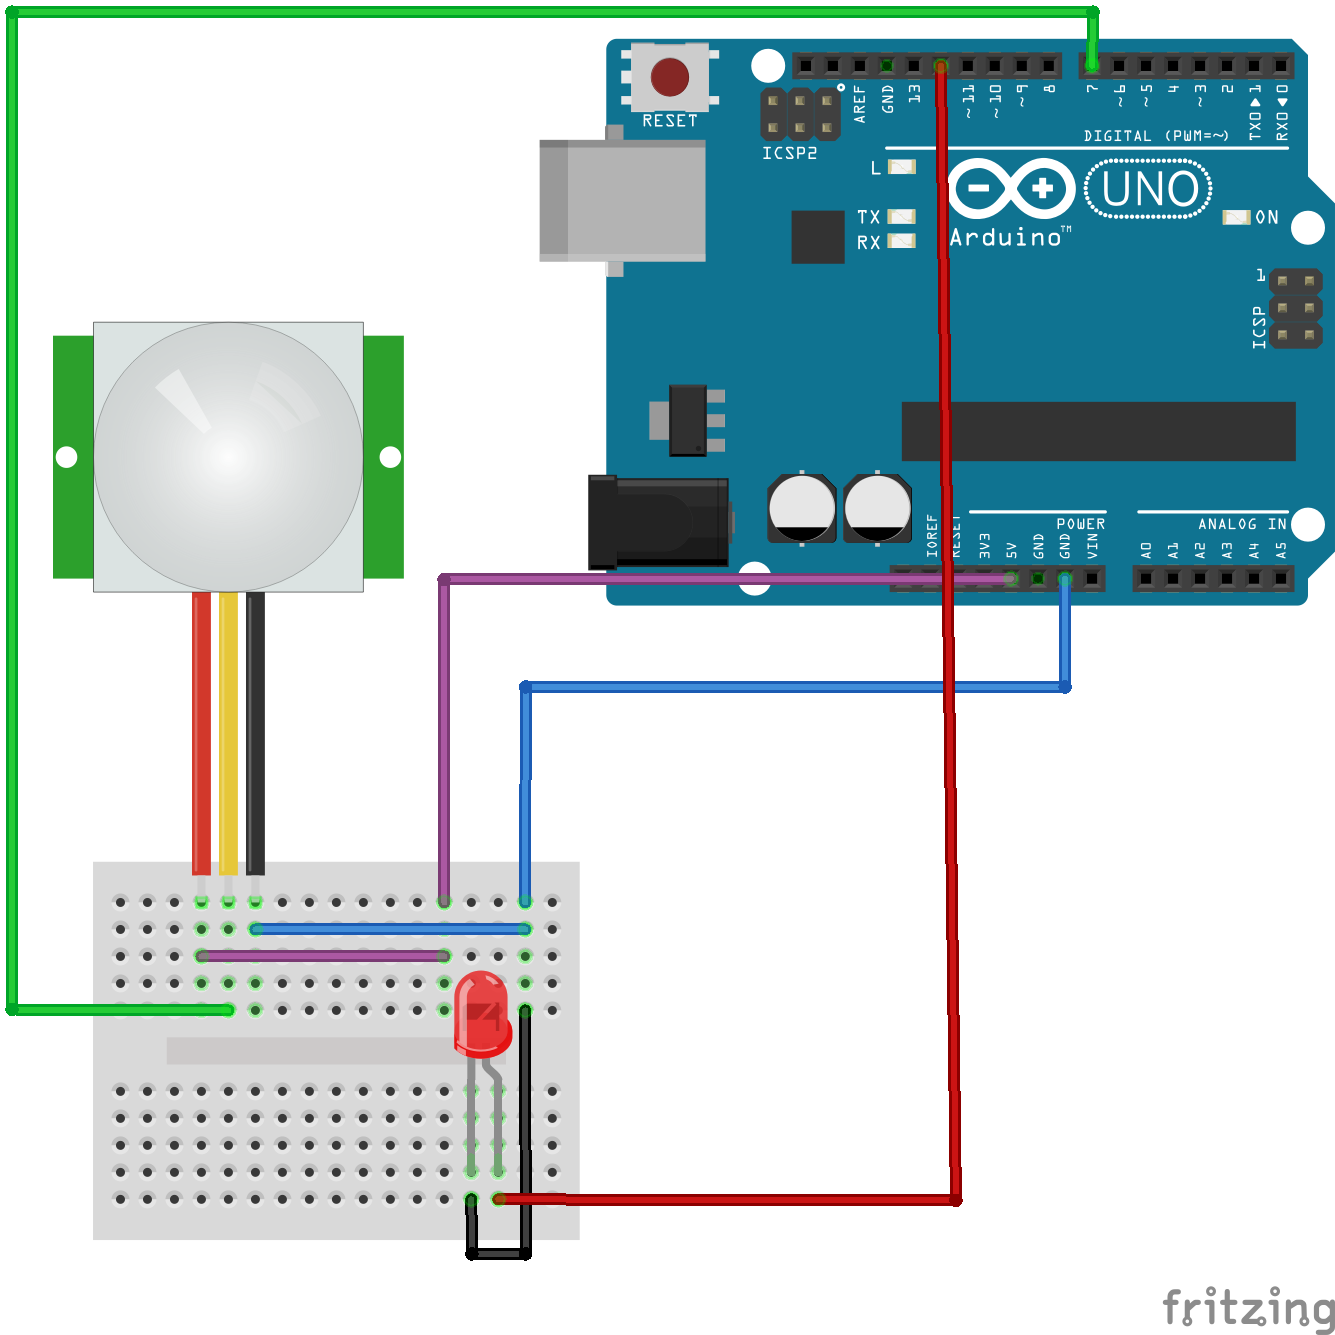 RESET
ICSP2
AREF
GND
13
~11
~10
~9
8
7
~6
~5
4
~3
2
TX0 1
RX0 0
DIGITAL (PWM=~)
L
TX
RX
UNO
Arduino™
ON
1
ICSP
IOREF
RESET
3V3
5V
GND
GND
VIN
POWER
ANALOG IN
A0
A1
A2
A3
A4
A5
fritzing